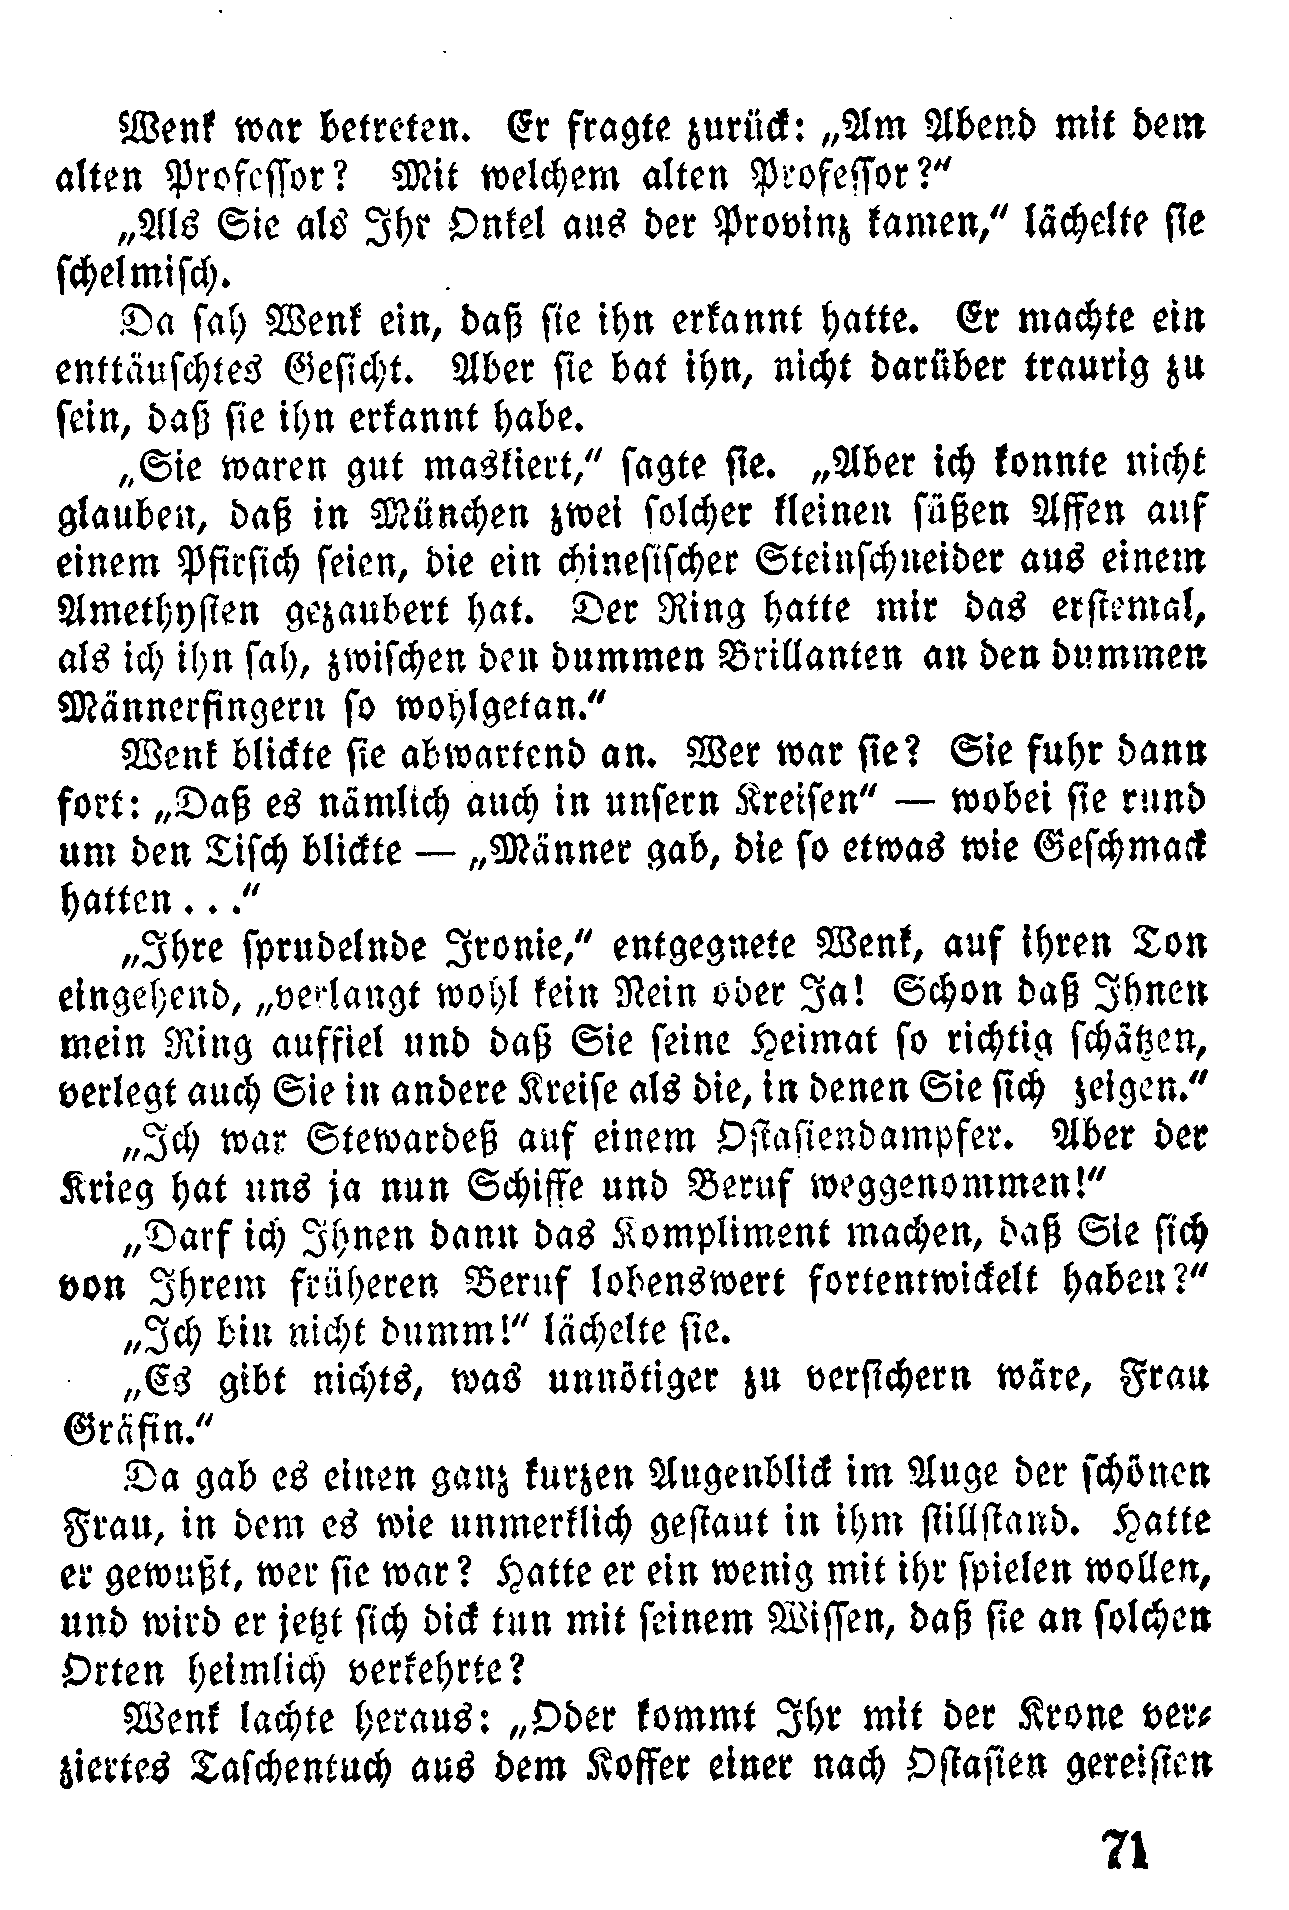 Wenk war betreten. Er fragte zurück: „Am Abend mit dem
alten Professor? Mit welchem alten Professor?“
„Als Sie als Ihr Onkel aus der Provinz kamen,“ lächelte sie
schelmisch.
Da sah Wenk ein, daß sie ihn erkannt hatte. Er machte ein
enttäuschtes Gesicht. Aber sie bat ihn, nicht darüber traurig zu
sein, daß sie ihn erkannt habe.
„Sie waren gut maskiert,“ sagte sie. „Aber ich konnte nicht
glauben, daß in München zwei solcher kleinen süßen Affen auf
einem Pfirsich seien, die ein chinesischer Steinschneider aus einem
Amethysten gezaubert hat. Der Ring hatte mir das erstemal,
als ich ihn sah, zwischen den dummen Brillanten an den dummen
Männerfingern so wohlgetan.“
Wenk blickte sie abwartend an. Wer war sie? Sie fuhr dann
fort: „Daß es nämlich auch in unsern Kreisen“ — wobei sie rund
um den Tisch blickte — „Männer gab, die so etwas wie Geschmack
hatten . . .“
„Ihre sprudelnde Ironie,“ entgegnete Wenk, auf ihren Ton
eingehend, „verlangt wohl kein Nein oder Ja! Schon daß Ihnen
mein Ring auffiel und daß Sie seine Heimat so richtig schätzen,
verlegt auch Sie in andere Kreise als die, in denen Sie sich zeigen.“
„Ich war Stewardeß auf einem Ostasiendampfer. Aber der
Krieg hat uns ja nun Schiffe und Beruf weggenommen!“
„Darf ich Ihnen dann das Kompliment machen, daß Sie sich
von Ihrem früheren Beruf lobenswert fortentwickelt haben?“
„Ich bin nicht dumm!“ lächelte sie.
„Es gibt nichts, was unnötiger zu versichern wäre, Frau
Gräfin.“
Da gab es einen ganz kurzen Augenblick im Auge der schönen
Frau, in dem es wie unmerklich gestaut in ihm stillstand. Hatte
er gewußt, wer sie war? Hatte er ein wenig mit ihr spielen wollen,
und wird er jetzt sich dick tun mit seinem Wissen, daß sie an solchen
Orten heimlich verkehrte?
Wenk lachte heraus: „Oder kommt Ihr mit der Krone ver-
ziertes Taschentuch aus dem Koffer einer nach Ostasien gereisten
71